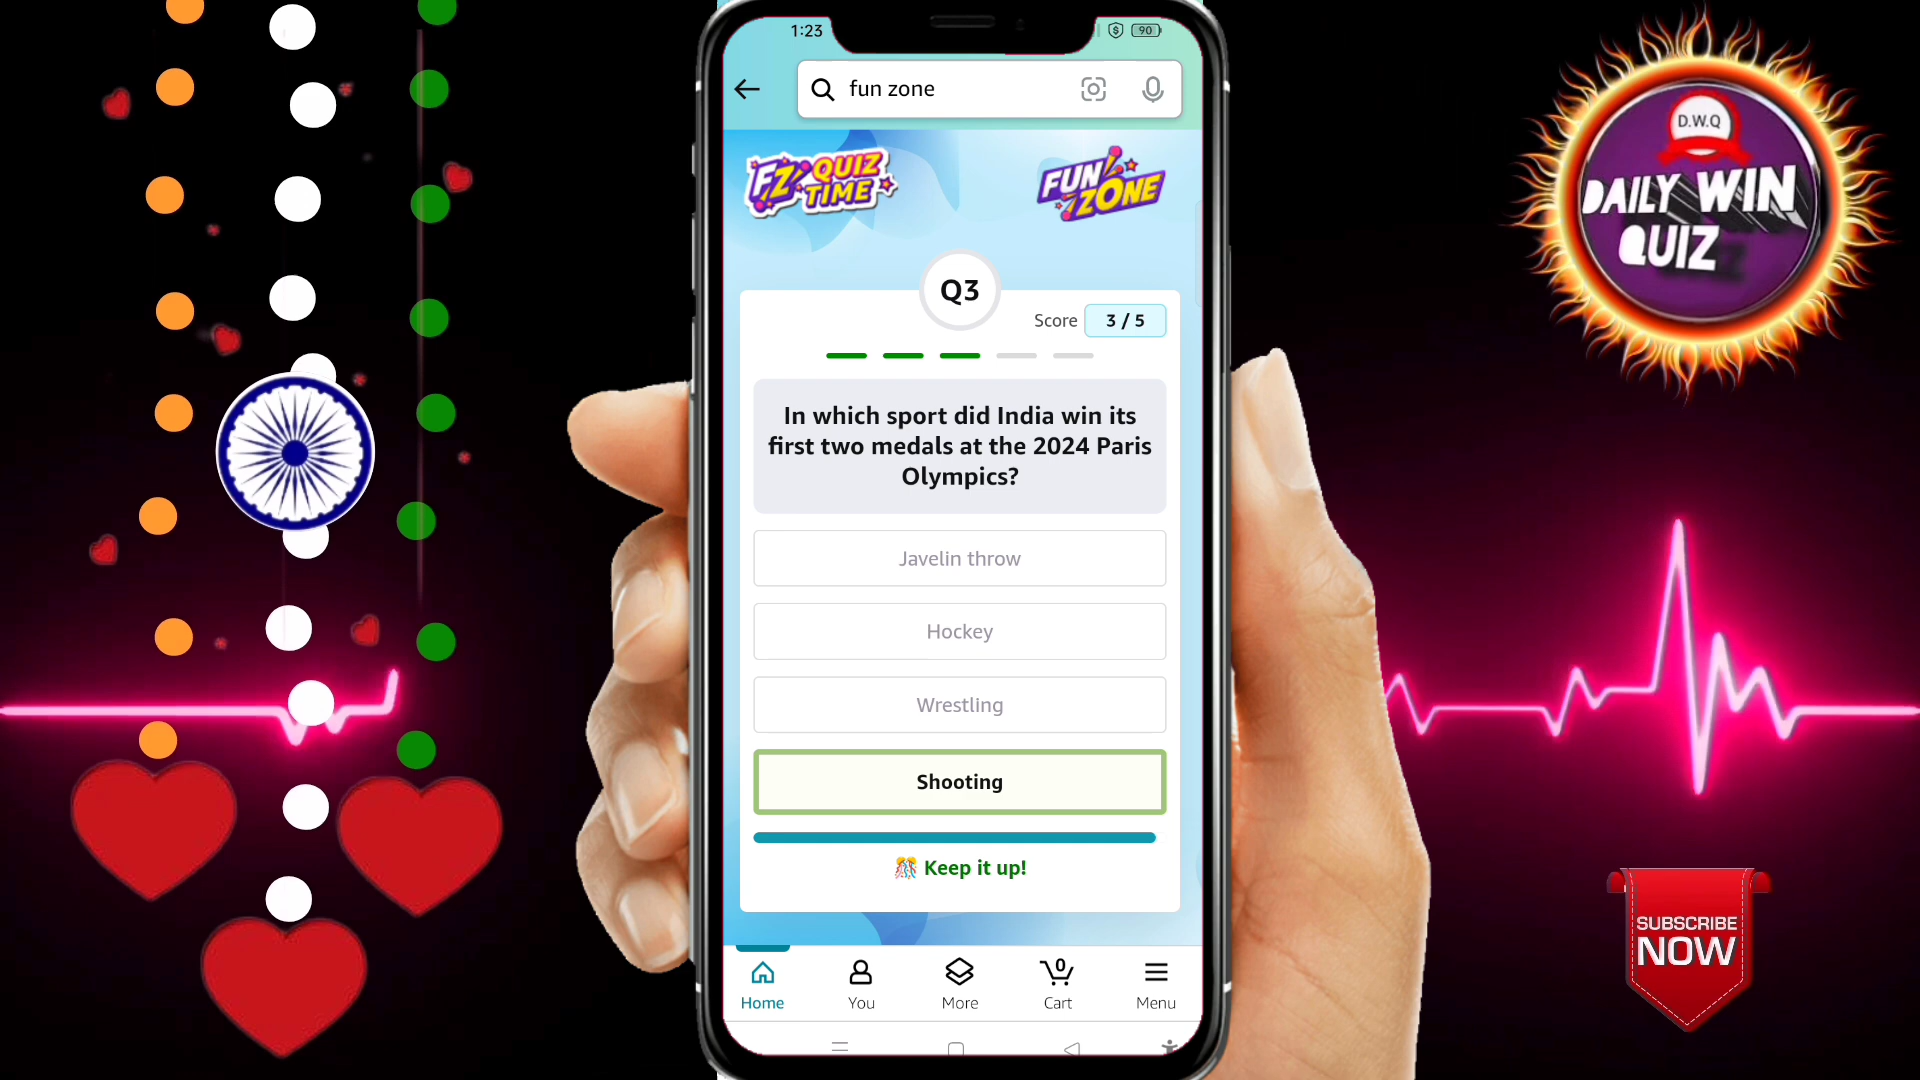 1:23
90
fun zone
FZ QUIZ
TIME
FUN
ZONE
Q3
Score 3 / 5
In which sport did India win its
first two medals at the 2024 Paris
Olympics?
Javelin throw
Hockey
Wrestling
Shooting
Keep it up!
Home
You
More
0
Cart
Menu
D.W.Q
DAILY WIN
QUIZ
SUBSCRIBE
NOW